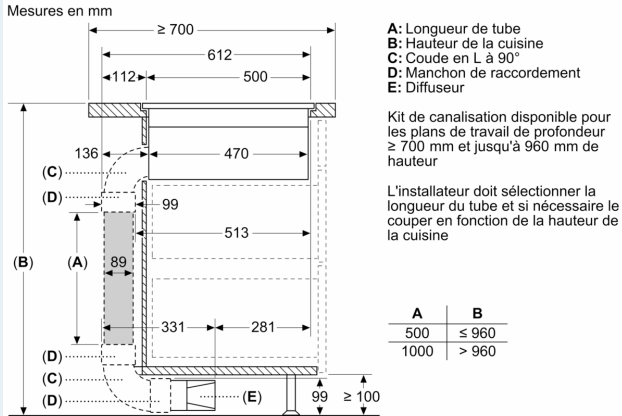 Mesures en mm
≥ 700
612
112
500
136
470
(C)
(D)
99
513
(B)
(A)
89
331
281
(D)
(C)
(D)
(E)
99
≥ 100
A: Longueur de tube
B: Hauteur de la cuisine
C: Coude en L à 90°
D: Manchon de raccordement
E: Diffuseur
Kit de canalisation disponible pour
les plans de travail de profondeur
≥ 700 mm et jusqu'à 960 mm de
hauteur
L'installateur doit sélectionner la
longueur du tube et si nécessaire le
couper en fonction de la hauteur de
la cuisine
A B
500 ≤ 960
1000 > 960